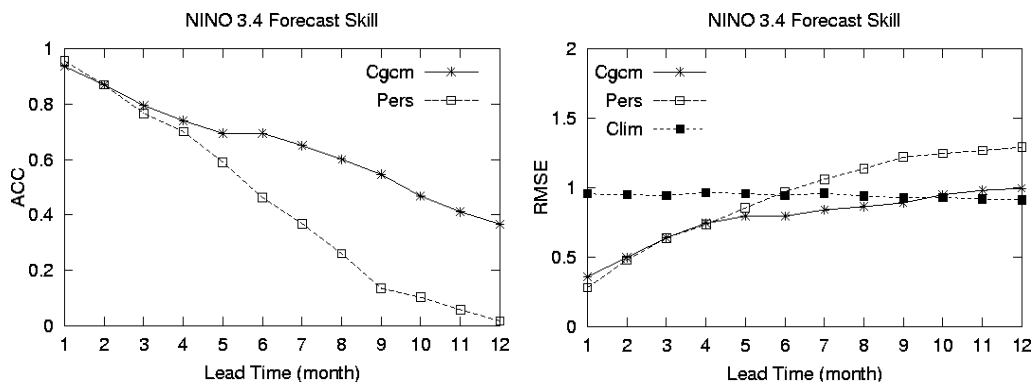 NINO 3.4 Forecast Skill
1
0.8
0.6
0.4
0.2
0
ACC
Cgcm
Pers
1 2 3 4 5 6 7 8 9 10 11 12
Lead Time (month)
NINO 3.4 Forecast Skill
2
1.5
1
0.5
0
RMSE
Cgcm
Pers
Clim
1 2 3 4 5 6 7 8 9 10 11 12
Lead Time (month)